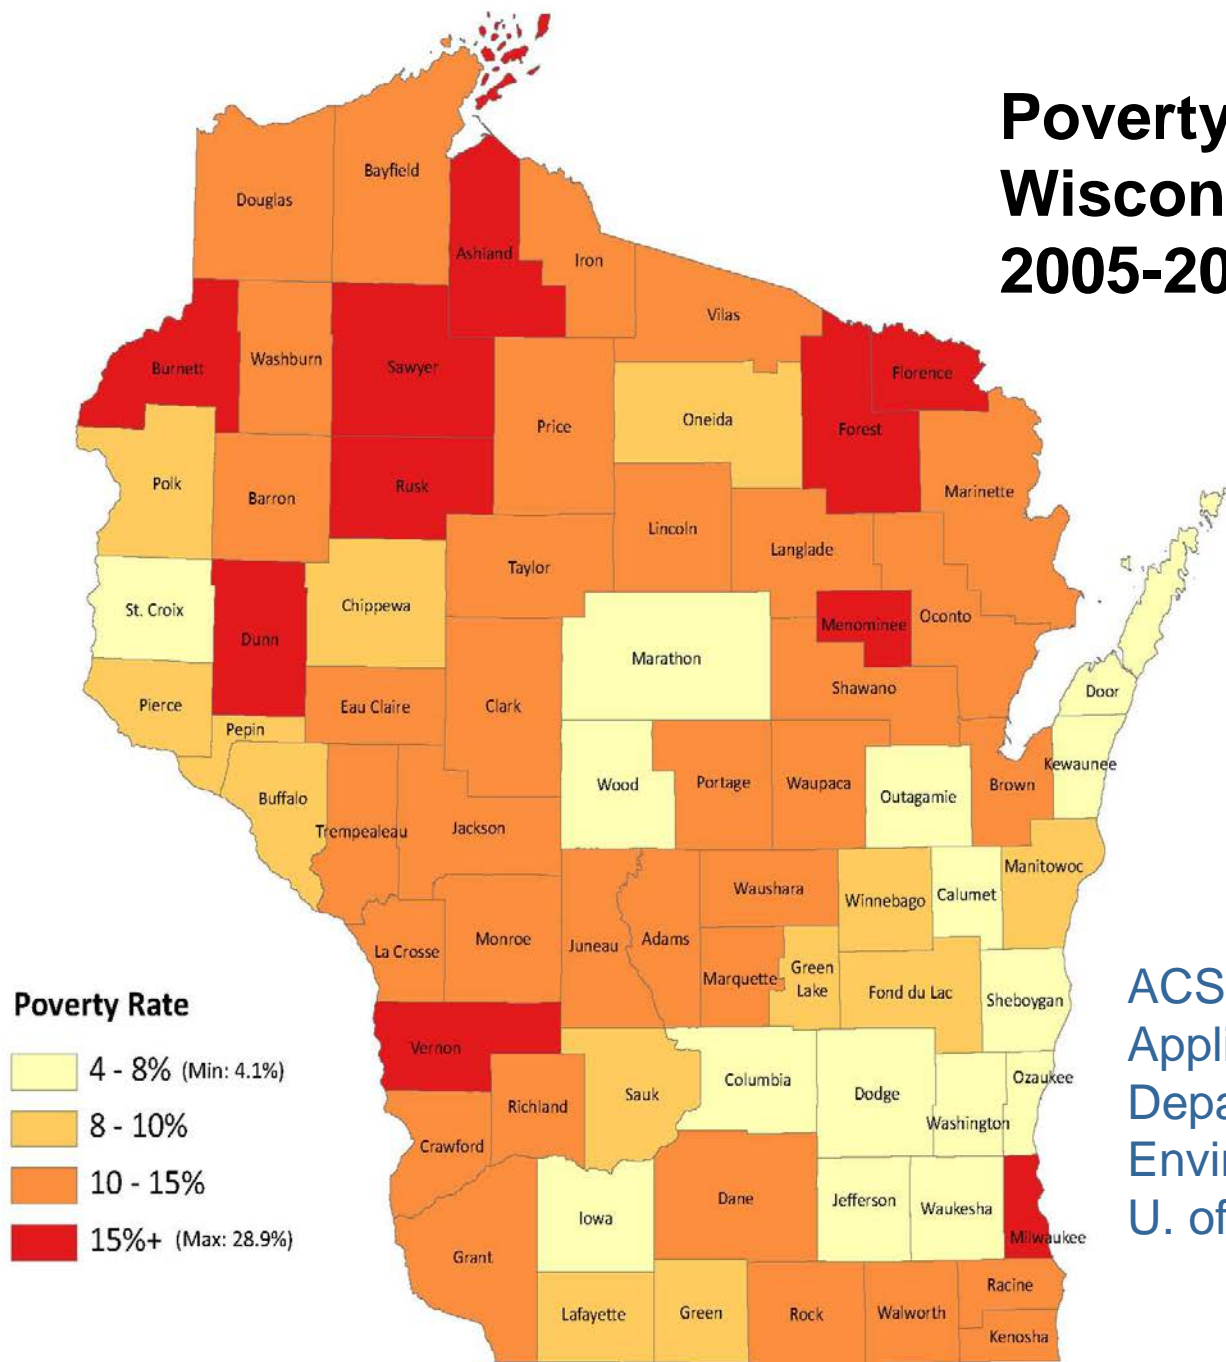 Poverty
Wiscon
2005-20
Bayfield
Douglas
Ashland
Iron
Vilas
Washburn
Burnett
Sawyer
Florence
Oneida
Price
Forest
Polk
Rusk
Barron
Marinette
Lincoln
Langlade
Taylor
St. Croix
Chippewa
Oconto
Menominee
Dunn
Marathon
Shawano
Door
Pierce
Eau Claire
Clark
Pepin
Kewaunee
Wood
Portage
Waupaca
Brown
Outagamie
Buffalo
Trempealeau
Jackson
Manitowoc
Waushara
Winnebago
Calumet
La Crosse
Monroe
Juneau
Adams
Marquette
Green
Lake
Fond du Lac
Sheboygan
Poverty Rate
4 - 8% (Min: 4.1%)
8 - 10%
10 - 15%
15%+ (Max: 28.9%)
Vernon
Columbia
Ozaukee
Sauk
Dodge
Richland
Washington
Crawford
Dane
Jefferson
Waukesha
Iowa
Milwaukee
Grant
Racine
Lafayette
Green
Rock
Walworth
Kenosha
ACS
Appli
Depa
Envir
U. of